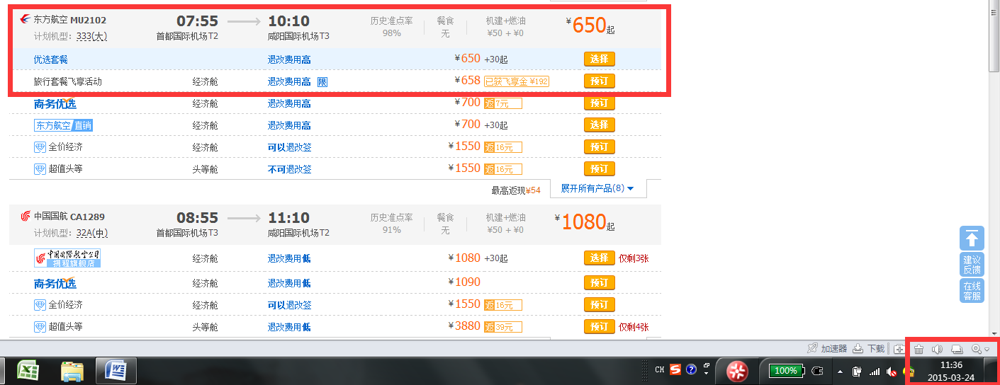 东方航空 MU2102 07:55 10:10 历史准点率 餐食 机建+燃油 ¥650起
计划机型: 333(大) 首都国际机场T2 咸阳国际机场T3 98% 无 ¥50 + ¥0
优选套餐 退改费用高 ¥650 +30起 选择
旅行套餐飞享活动 经济舱 退改费用高 限 ¥658 已获飞享金 ¥192 预订
商务优选 经济舱 退改费用高 ¥700 返 7元 预订
东方航空 直销 经济舱 退改费用高 ¥700 +30起 选择
全价经济 经济舱 可以退改签 ¥1550 返 16元 预订
超值头等 头等舱 不可退改签 ¥1550 返 16元 预订
最高返现¥54 展开所有产品(8)
中国国航 CA1289 08:55 11:10 历史准点率 餐食 机建+燃油 ¥1080起
计划机型: 32A(中) 首都国际机场T3 咸阳国际机场T2 91% 无 ¥50 + ¥0
中国国际航空公司
携程旗舰店 经济舱 退改费用低 ¥1080 +30起 选择 仅剩3张
商务优选 经济舱 退改费用低 ¥1090 预订
全价经济 经济舱 可以退改签 ¥1550 返 16元 预订
超值头等 头等舱 退改费用低 ¥3880 返 39元 预订 仅剩4张
建议
反馈
在线
客服
加速器 下载
CH 100% 11:36
2015-03-24